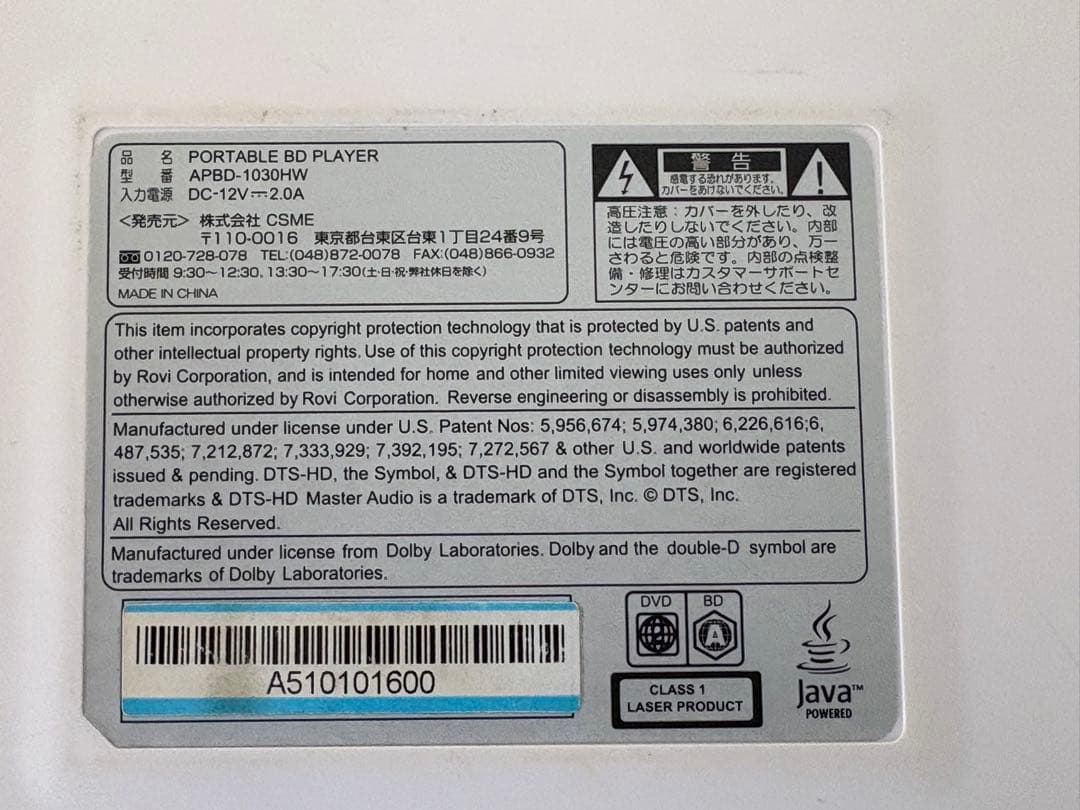 品 名 PORTABLE BD PLAYER
型 番 APBD-1030HW
入力電源 DC-12V⎓2.0A
<発売元> 株式会社 CSME
〒110-0016 東京都台東区台東1丁目24番9号
0120-728-078 TEL:(048)872-0078 FAX:(048)866-0932
受付時間 9:30~12:30, 13:30~17:30(土·日·祝·弊社休日を除く)
MADE IN CHINA
警 告
感電する恐れがあります。
カバーをあけないでください。
高圧注意:カバーを外したり、改
造したりしないでください。内部
には電圧の高い部分があり、万一
さわると危険です。内部の点検整
備・修理はカスタマーサポートセ
ンターにお問い合わせください。
This item incorporates copyright protection technology that is protected by U.S. patents and
other intellectual property rights. Use of this copyright protection technology must be authorized
by Rovi Corporation, and is intended for home and other limited viewing uses only unless
otherwise authorized by Rovi Corporation. Reverse engineering or disassembly is prohibited.
Manufactured under license under U.S. Patent Nos: 5,956,674; 5,974,380; 6,226,616;6,
487,535; 7,212,872; 7,333,929; 7,392,195; 7,272,567 & other U.S. and worldwide patents
issued & pending. DTS-HD, the Symbol, & DTS-HD and the Symbol together are registered
trademarks & DTS-HD Master Audio is a trademark of DTS, Inc. © DTS, Inc.
All Rights Reserved.
Manufactured under license from Dolby Laboratories. Dolby and the double-D symbol are
trademarks of Dolby Laboratories.
A510101600
DVD BD
2 A
CLASS 1
LASER PRODUCT
Java™
POWERED